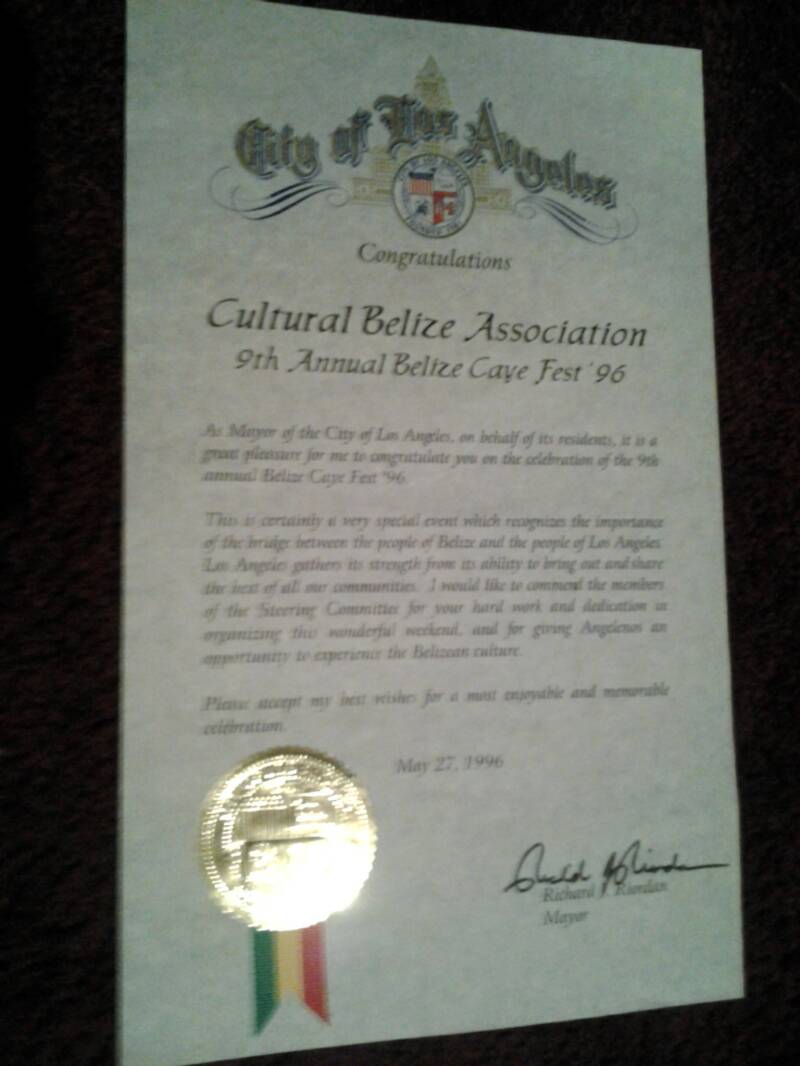 City of Los Angeles
Congratulations
Cultural Belize Association
9th Annual Belize Caye Fest '96
As Mayor of the City of Los Angeles, on behalf of its residents, it is a
great pleasure for me to congratulate you on the celebration of the 9th
annual Belize Caye Fest '96.
This is certainly a very special event which recognizes the importance
of the bridge between the people of Belize and the people of Los Angeles.
Los Angeles gathers its strength from its ability to bring out and share
the best of all our communities. I would like to commend the members
of the Steering Committee for your hard work and dedication in
organizing this wonderful weekend, and for giving Angelenos an
opportunity to experience the Belizean culture.
Please accept my best wishes for a most enjoyable and memorable
celebration.
May 27, 1996
Richard J. Riordan
Mayor